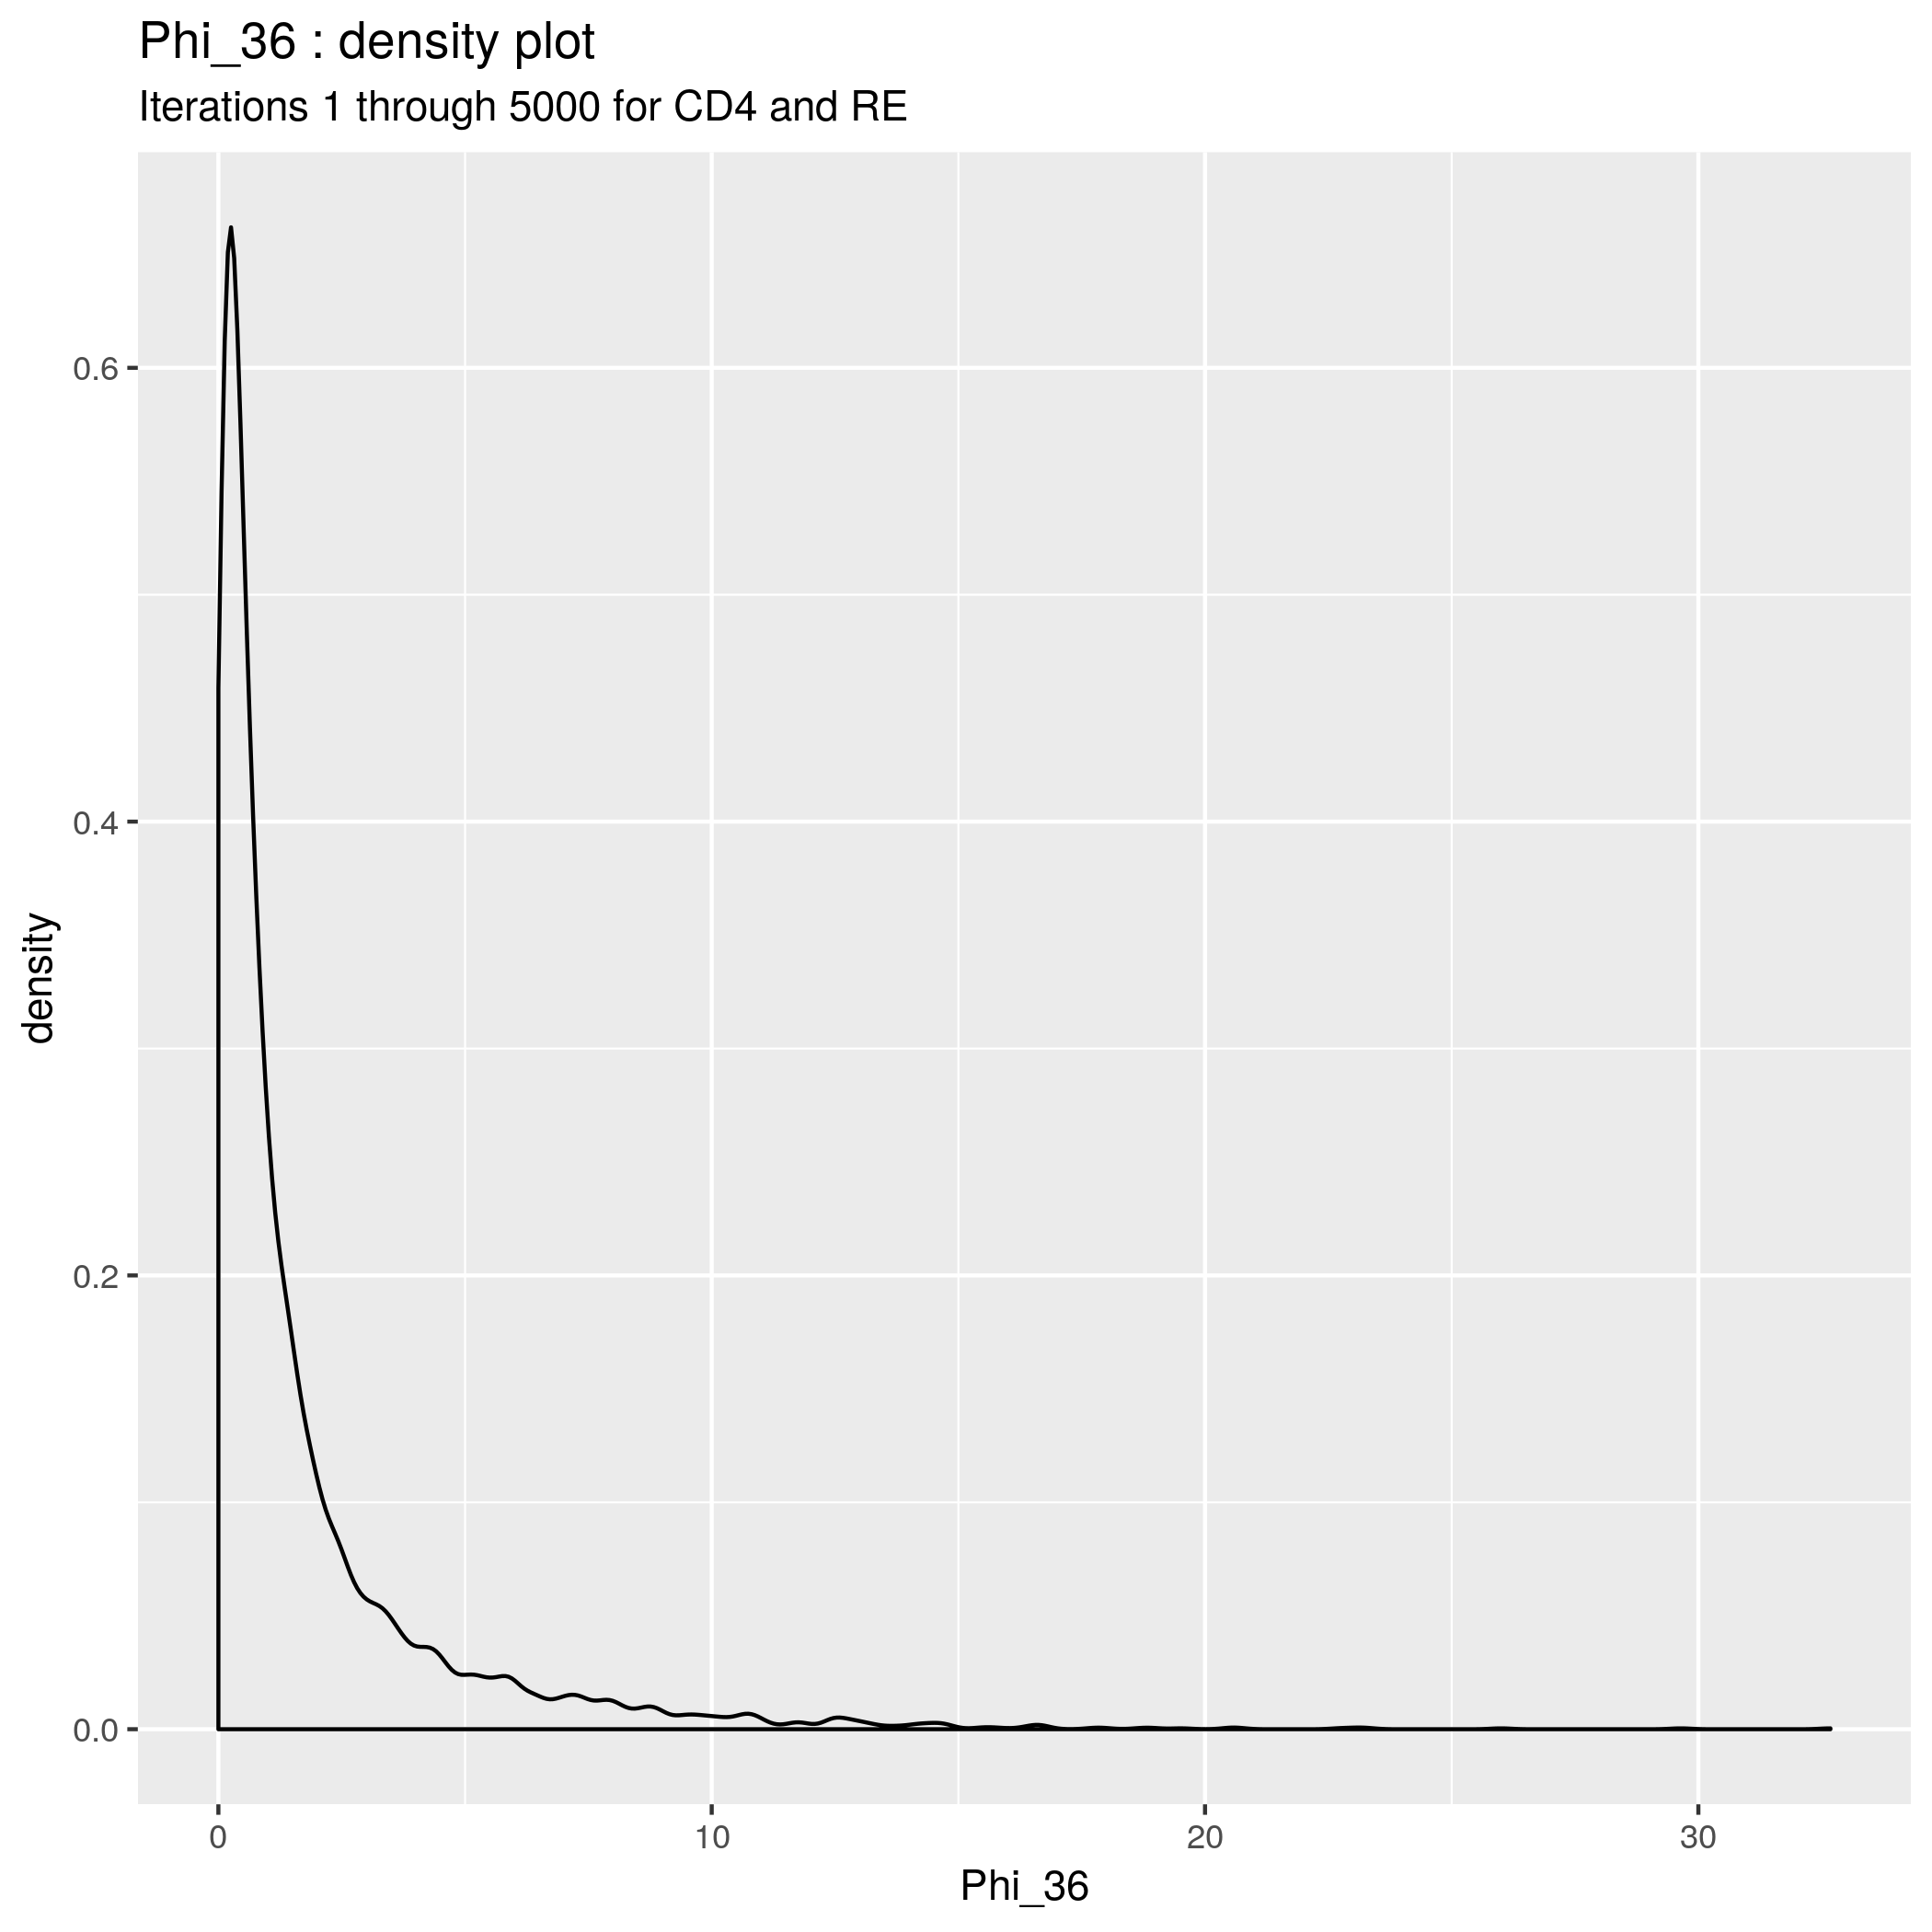 Phi_36 : density plot
Iterations 1 through 5000 for CD4 and RE
density
0.6
0.4
0.2
0.0
0 10 20 30
Phi_36